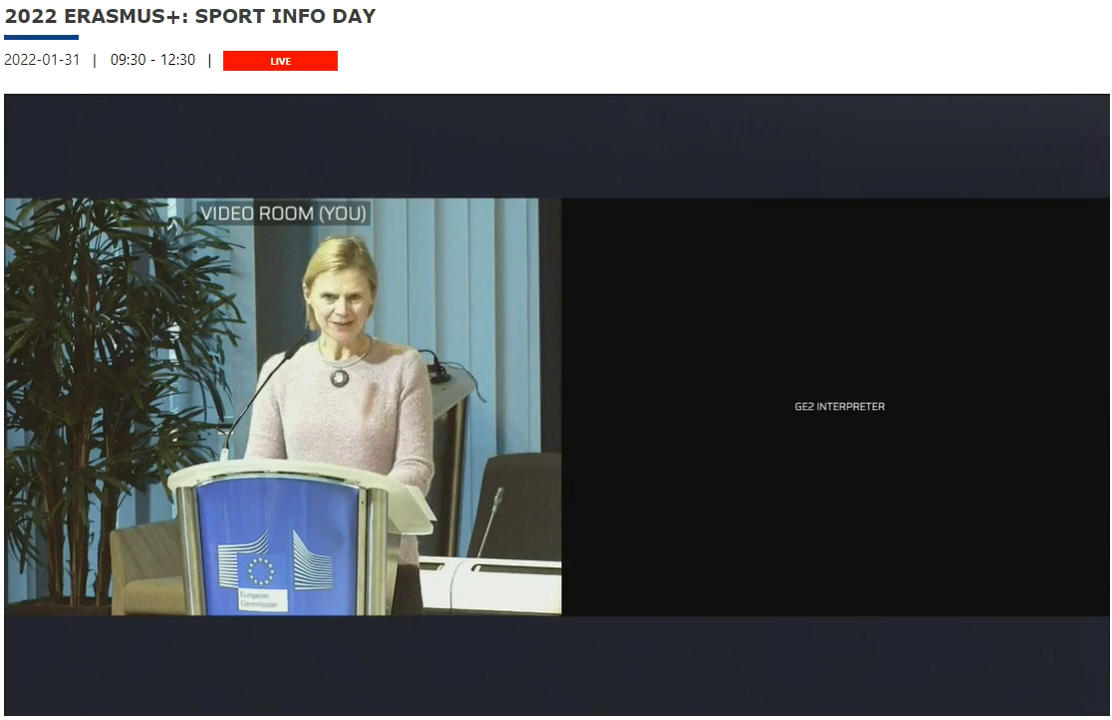 2022 ERASMUS+: SPORT INFO DAY
2022-01-31 | 09:30 - 12:30 | LIVE
VIDEO ROOM (YOU)
GE2 INTERPRETER
European
Commission